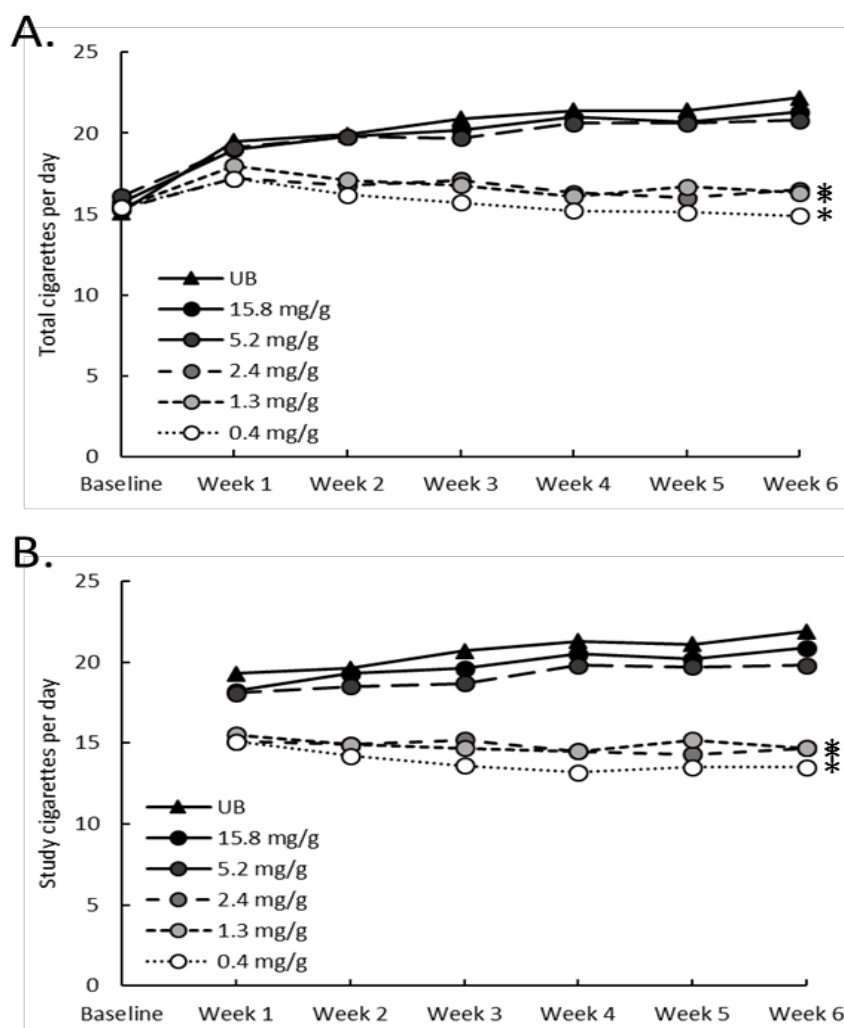 A.
25
20
15
10
5
0
Total cigarettes per day
UB
15.8 mg/g
5.2 mg/g
2.4 mg/g
1.3 mg/g
0.4 mg/g
* 
*
*
Baseline Week 1 Week 2 Week 3 Week 4 Week 5 Week 6
B.
25
20
15
10
5
0
Study cigarettes per day
UB
15.8 mg/g
5.2 mg/g
2.4 mg/g
1.3 mg/g
0.4 mg/g
*
*
*
Baseline Week 1 Week 2 Week 3 Week 4 Week 5 Week 6